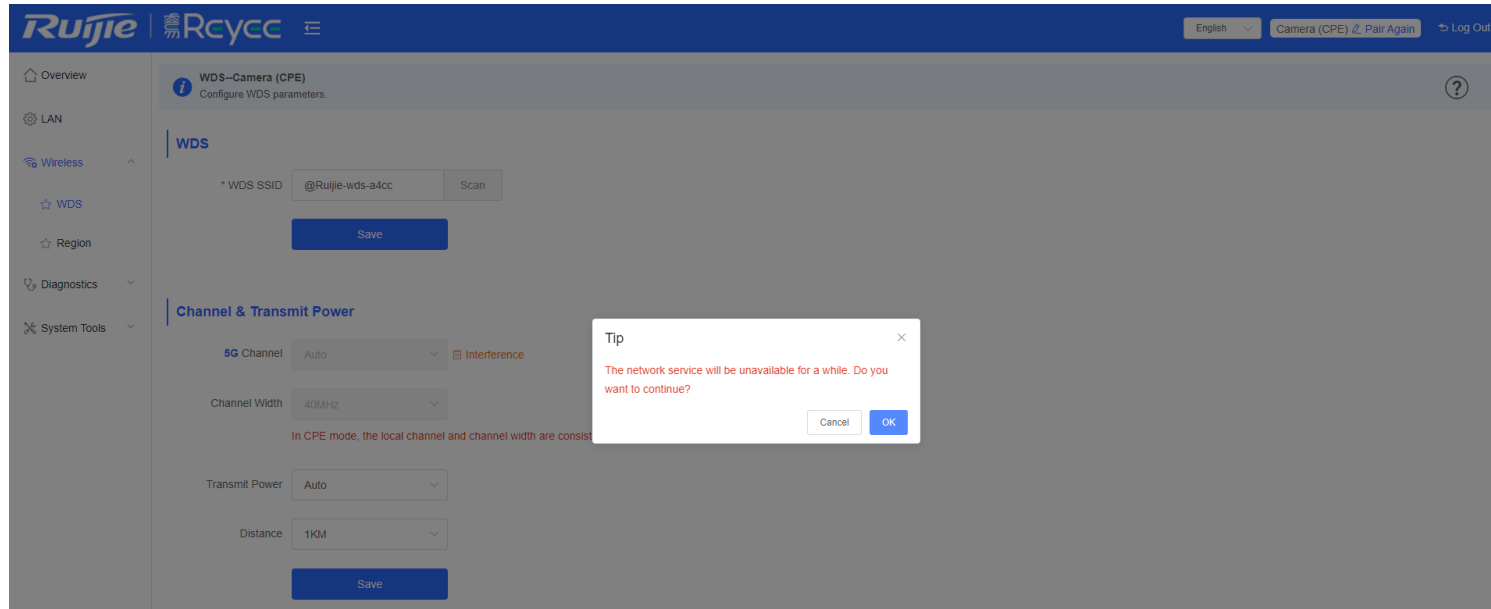 Ruijie
睿易 Reyee
English
Camera (CPE) Pair Again
Log Out
Overview
LAN
Wireless
WDS
Region
Diagnostics
System Tools
WDS--Camera (CPE)
Configure WDS parameters.
?
WDS
* WDS SSID @Ruijie-wds-a4cc Scan
Save
Channel & Transmit Power
5G Channel Auto Interference
Channel Width 40MHz
In CPE mode, the local channel and channel width are consist
Transmit Power Auto
Distance 1KM
Save
Tip
The network service will be unavailable for a while. Do you
want to continue?
Cancel OK